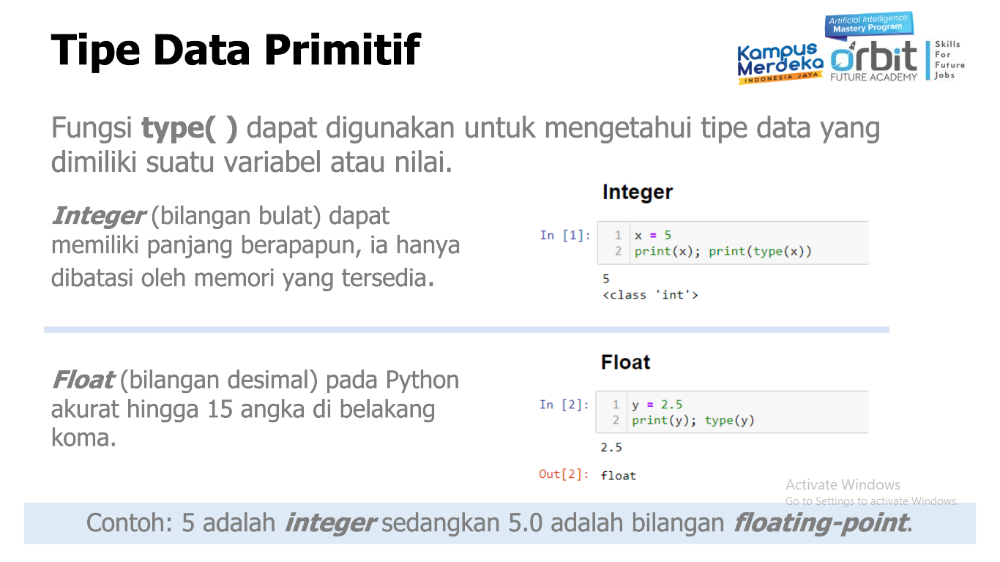 Tipe Data Primitif
Artificial Intelligence
Mastery Program
Kampus
Merdeka
INDONESIA JAYA
orbit
FUTURE ACADEMY
Skills
For
Future
Jobs
Fungsi type( ) dapat digunakan untuk mengetahui tipe data yang
dimiliki suatu variabel atau nilai.
Integer (bilangan bulat) dapat
memiliki panjang berapapun, ia hanya
dibatasi oleh memori yang tersedia.
Integer
In [1]: 1 x = 5
2 print(x); print(type(x))
5
<class 'int'>
Float (bilangan desimal) pada Python
akurat hingga 15 angka di belakang
koma.
Float
In [2]: 1 y = 2.5
2 print(y); type(y)
2.5
Out[2]: float
Activate Windows
Go to Settings to activate Windows.
Contoh: 5 adalah integer sedangkan 5.0 adalah bilangan floating-point.